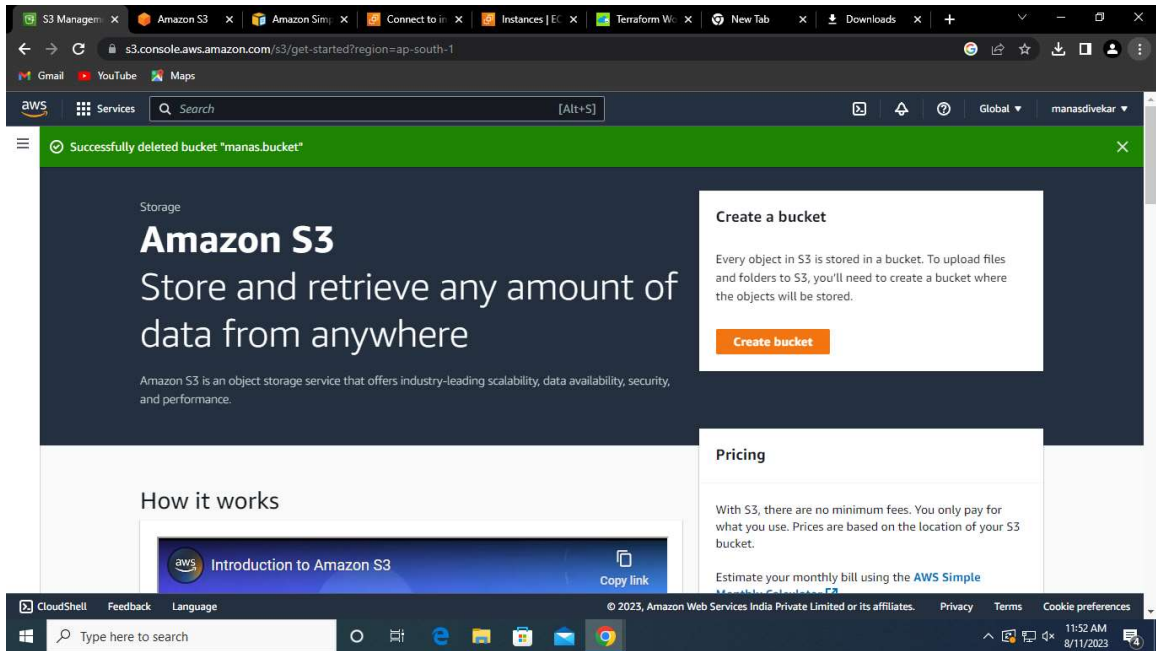 S3 Managem
Amazon S3
Amazon Simp
Connect to in
Instances | EC
Terraform Wo
New Tab
Downloads
s3.console.aws.amazon.com/s3/get-started?region=ap-south-1
Gmail
YouTube
Maps
aws
Services
Search
[Alt+S]
Global
manasdivekar
Successfully deleted bucket "manas.bucket"
Storage
Amazon S3
Store and retrieve any amount of
data from anywhere
Amazon S3 is an object storage service that offers industry-leading scalability, data availability, security,
and performance.
Create a bucket
Every object in S3 is stored in a bucket. To upload files
and folders to S3, you'll need to create a bucket where
the objects will be stored.
Create bucket
Pricing
With S3, there are no minimum fees. You only pay for
what you use. Prices are based on the location of your S3
bucket.
Estimate your monthly bill using the AWS Simple
Monthly Calculator
How it works
aws
Introduction to Amazon S3
Copy link
CloudShell
Feedback
Language
© 2023, Amazon Web Services India Private Limited or its affiliates.
Privacy
Terms
Cookie preferences
Type here to search
11:52 AM
8/11/2023
4